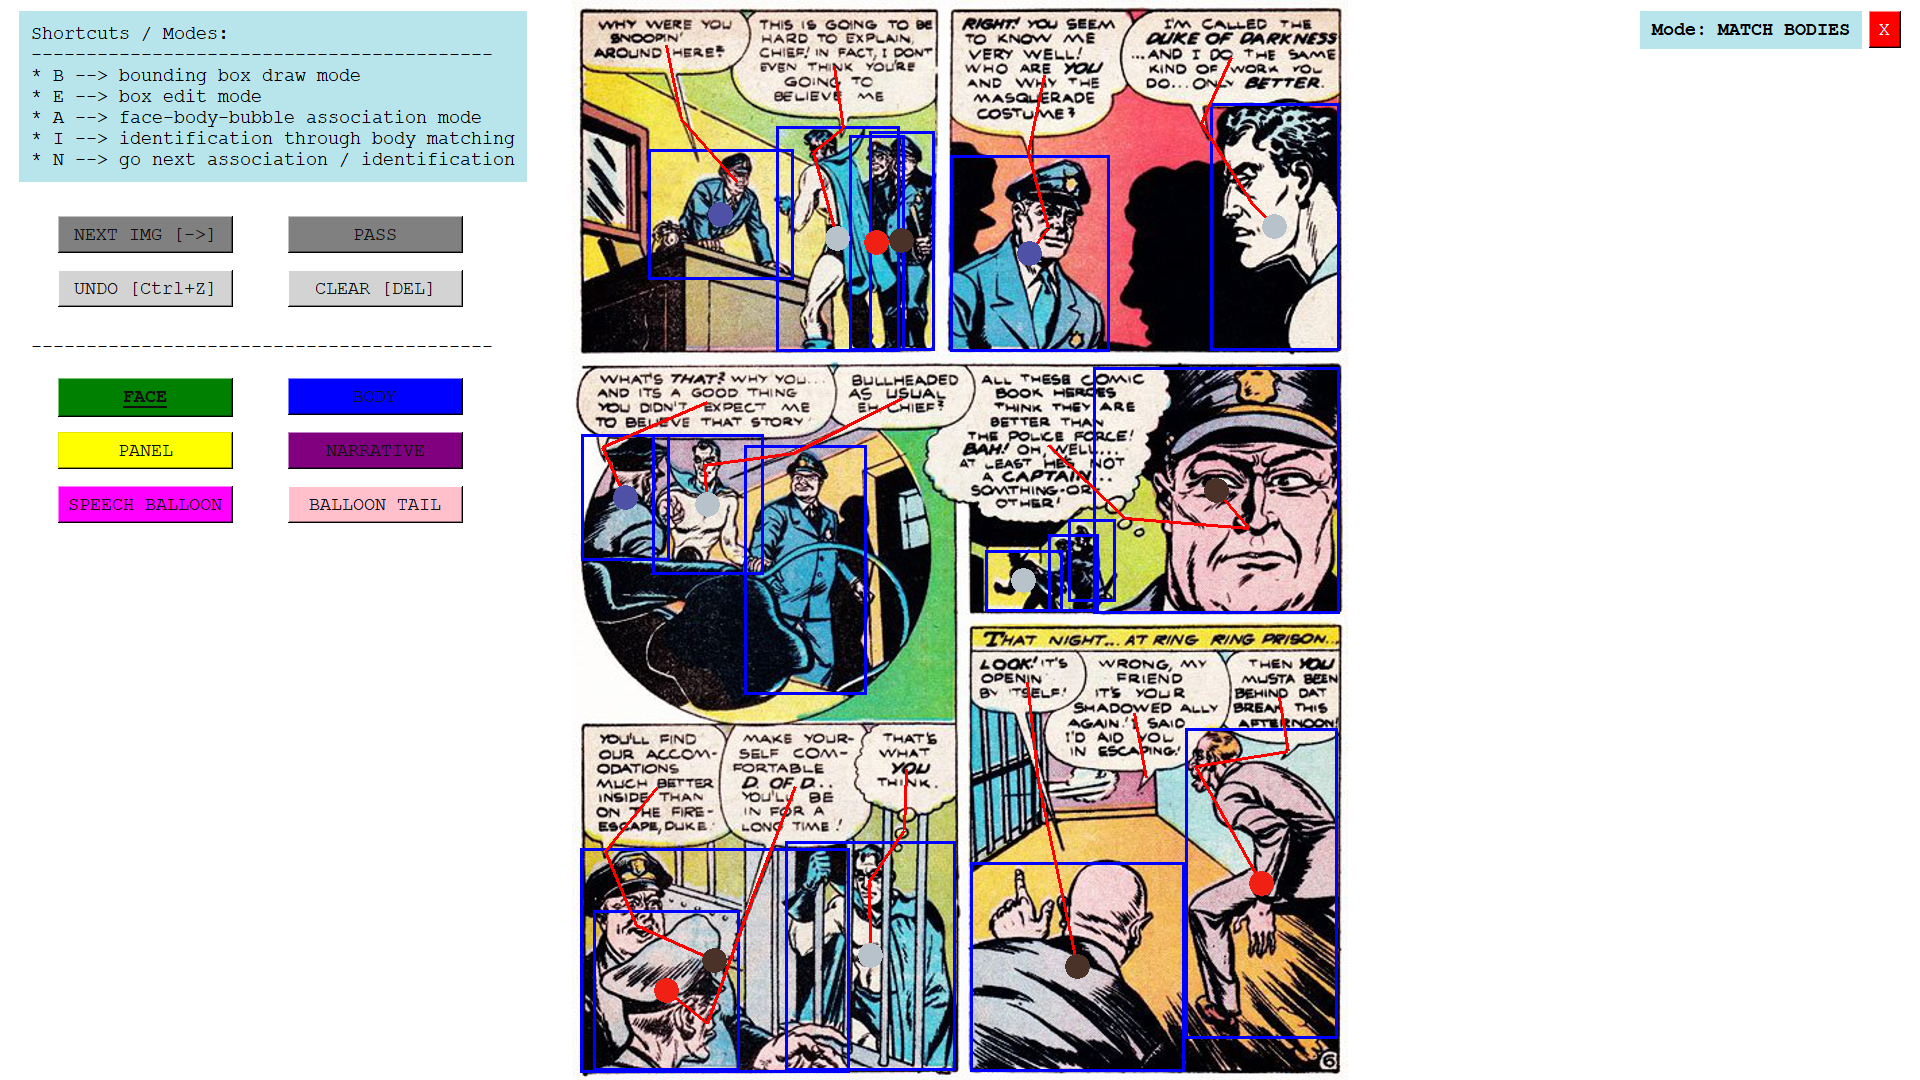 Shortcuts / Modes:
------------------------------------------
* B --> bounding box draw mode
* E --> box edit mode
* A --> face-body-bubble association mode
* I --> identification through body matching
* N --> go next association / identification
NEXT IMG [->]
PASS
UNDO [Ctrl+Z]
CLEAR [DEL]
------------------------------------------
FACE
BODY
PANEL
NARRATIVE
SPEECH BALLOON
BALLOON TAIL
Mode: MATCH BODIES
X
WHY WERE YOU
SNOOPIN'
AROUND HERE?
THIS IS GOING TO BE
HARD TO EXPLAIN,
CHIEF! IN FACT, I DON'T
EVEN THINK YOU'RE
GOING TO
BELIEVE ME
RIGHT! YOU SEEM
TO KNOW ME
VERY WELL!
WHO ARE YOU
AND WHY THE
MASQUERADE
COSTUME?
I'M CALLED THE
DUKE OF DARKNESS
...AND I DO THE SAME
KIND OF WORK YOU
DO... ONLY BETTER.
WHAT'S THAT? WHY YOU...
AND ITS A GOOD THING
YOU DIDN'T EXPECT ME
TO BELIEVE THAT STORY!
BULLHEADED
AS USUAL
EH CHIEF?
ALL THESE COMIC
BOOK HEROES
THINK THEY ARE
BETTER THAN
THE POLICE FORCE!
BAH! OH, WELL...
AT LEAST HE'S NOT
A CAPTAIN...
SOMTHING-OR-
OTHER!
YOU'LL FIND
OUR ACCOM-
ODATIONS
MUCH BETTER
INSIDE THAN
ON THE FIRE-
ESCAPE, DUKE.
MAKE YOUR-
SELF COM-
FORTABLE
D. OF D...
YOU'LL BE
IN FOR A
LONG TIME!
THAT'S
WHAT
YOU
THINK.
THAT NIGHT... AT RING RING PRISON...
LOOK! IT'S
OPENIN'
BY ITSELF!
WRONG, MY
FRIEND
IT'S YOUR
SHADOWED ALLY
AGAIN! I SAID
I'D AID YOU
IN ESCAPING!
THEN YOU
MUSTA BEEN
BEHIND DAT
BREAK THIS
AFTERNOON!
6